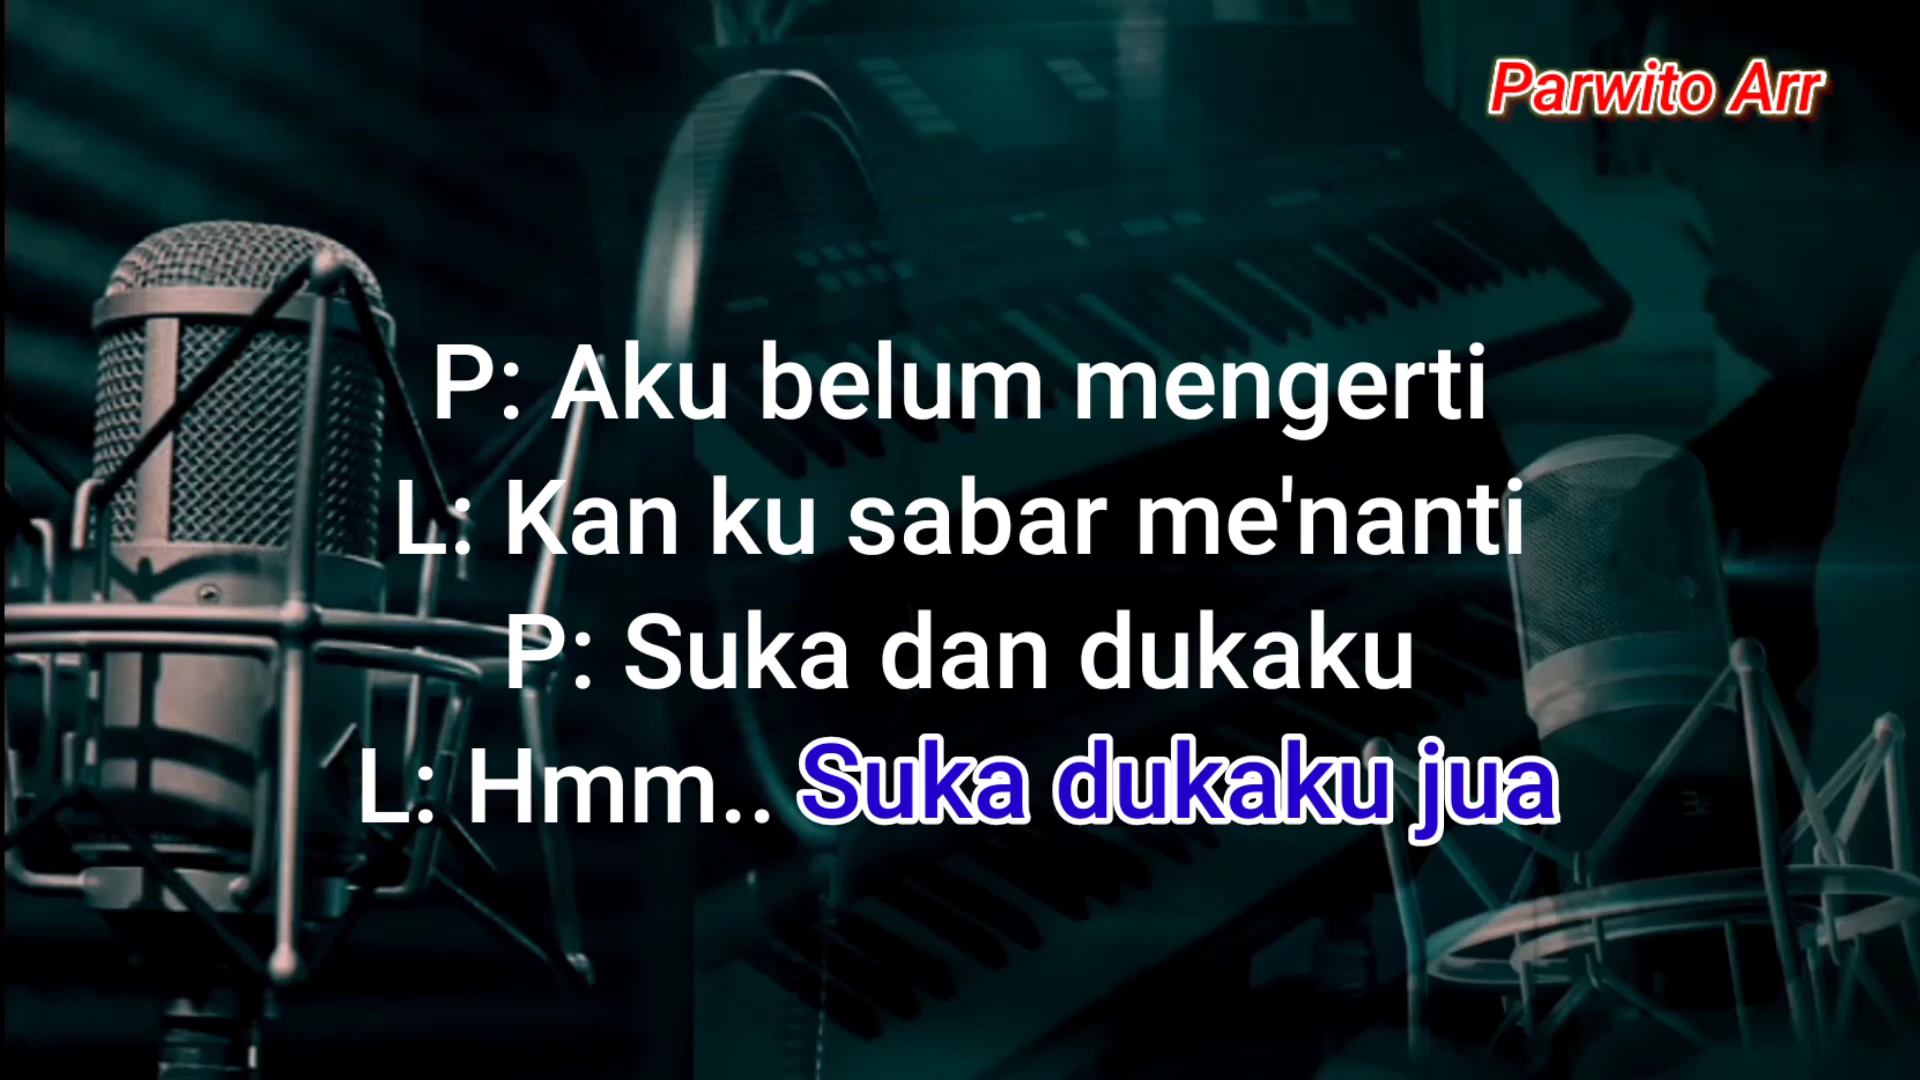 Parwito Arr
P: Aku belum mengerti
L: Kan ku sabar me'nanti
P: Suka dan dukaku
L: Hmm.. Suka dukaku jua